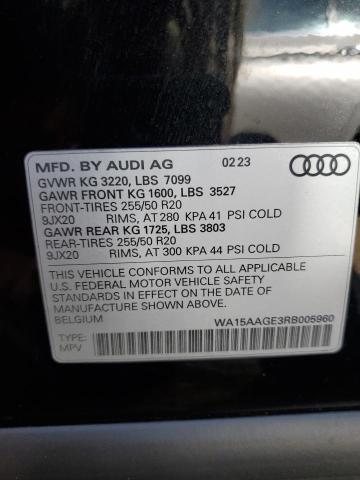 MFD. BY AUDI AG 02 23
GVWR KG 3220, LBS 7099
GAWR FRONT KG 1600, LBS 3527
FRONT-TIRES 255/50 R20
9JX20 RIMS, AT 280 KPA 41 PSI COLD
GAWR REAR KG 1725, LBS 3803
REAR-TIRES 255/50 R20
9JX20 RIMS, AT 300 KPA 44 PSI COLD
THIS VEHICLE CONFORMS TO ALL APPLICABLE
U.S. FEDERAL MOTOR VEHICLE SAFETY
STANDARDS IN EFFECT ON THE DATE OF
MANUFACTURE SHOWN ABOVE.
BELGIUM WA15AAGE3RB005960
TYPE:
MPV